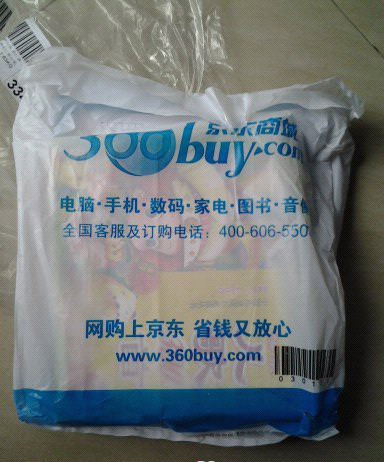 京东商城
360buy.com
电脑·手机·数码·家电·图书·音像
全国客服及订购电话：400-606-550
网购上京东 省钱又放心
www.360buy.com